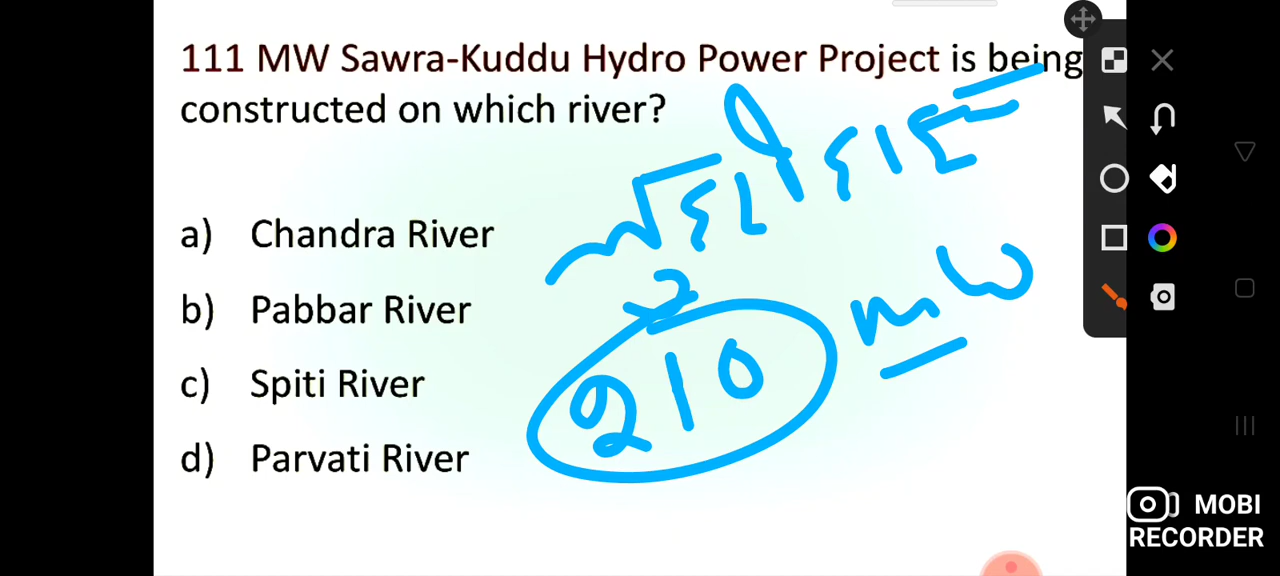 111 MW Sawra-Kuddu Hydro Power Project is being
constructed on which river?
a) Chandra River
b) Pabbar River
c) Spiti River
d) Parvati River
210 MW
MOBI
RECORDER